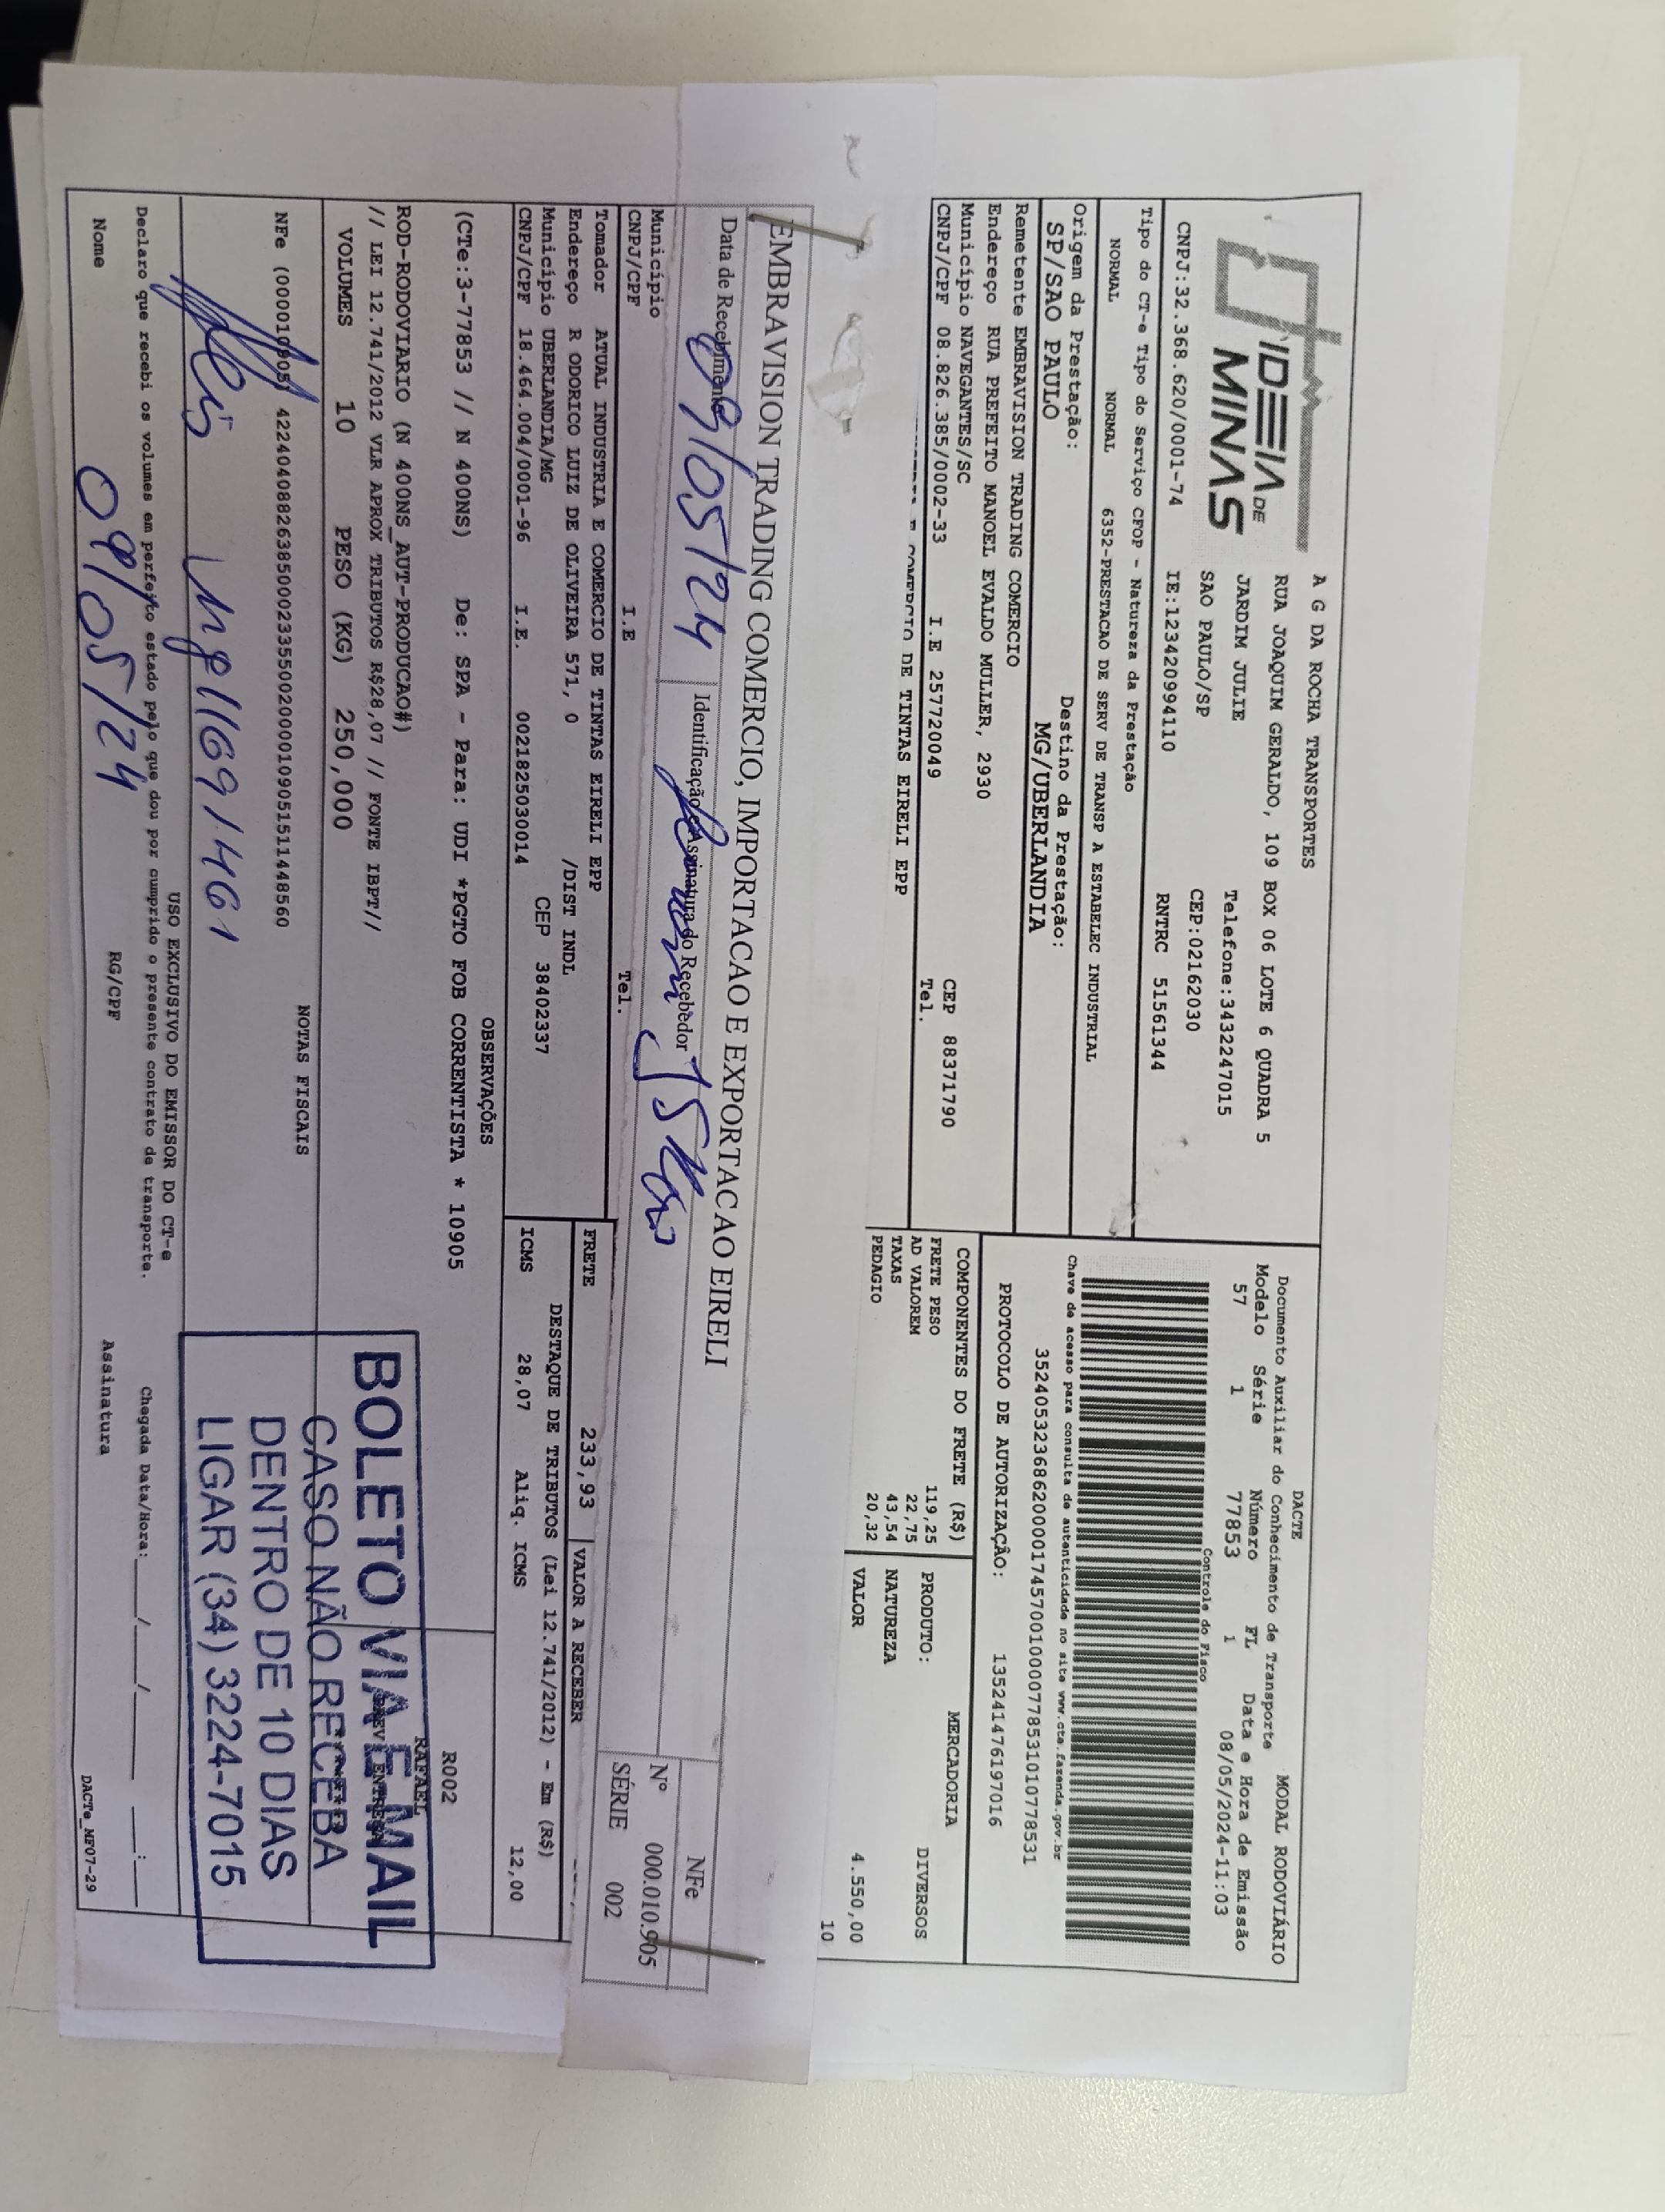 IDEIA DE
MINAS
A G DA ROCHA TRANSPORTES
RUA JOAQUIM GERALDO, 109 BOX 06 LOTE 6 QUADRA 5
JARDIM JULIE Telefone:3432247015
SAO PAULO/SP CEP:02162030
CNPJ:32.368.620/0001-74 IE:123420994110 RNTRC 51561344
Tipo do CT-e Tipo do Serviço CFOP - Natureza da Prestação
NORMAL NORMAL 6352-PRESTACAO DE SERV DE TRANSP A ESTABELEC INDUSTRIAL
Origem da Prestação: Destino da Prestação:
SP/SAO PAULO MG/UBERLANDIA
Remetente EMBRAVISION TRADING COMERCIO
Endereço RUA PREFEITO MANOEL EVALDO MULLER, 2930
Município NAVEGANTES/SC CEP 88371790
CNPJ/CPF 08.826.385/0002-33 I.E 257720049 Tel.
E COMERCIO DE TINTAS EIRELI EPP
DACTE
Documento Auxiliar do Conhecimento de Transporte MODAL RODOVIÁRIO
Modelo Série Número FL Data e Hora de Emissão
57 1 77853 1 08/05/2024-11:03
Controle do Fisco
Chave de acesso para consulta de autenticidade no site www.cte.fazenda.gov.br
35240532368620000174570010000778531010778531
PROTOCOLO DE AUTORIZAÇÃO: 135241476197016
COMPONENTES DO FRETE (R$) MERCADORIA
FRETE PESO 119,25 PRODUTO: DIVERSOS
AD VALOREM 22,75
TAXAS 43,54 NATUREZA
PEDAGIO 20,32 VALOR 4.550,00
10
EMBRAVISION TRADING COMERCIO, IMPORTACAO E EXPORTACAO EIRELI
NFe
Nº 000.010.905
SÉRIE 002
Data de Recebimento Identificação e Assinatura do Recebedor
09/05/24
Município
CNPJ/CPF I.E Tel.
Tomador ATUAL INDUSTRIA E COMERCIO DE TINTAS EIRELI EPP
Endereço R ODORICO LUIZ DE OLIVEIRA 571, 0 /DIST INDL
Município UBERLANDIA/MG CEP 38402337
CNPJ/CPF 18.464.004/0001-96 I.E. 0021825030014
FRETE 233,93 VALOR A RECEBER
DESTAQUE DE TRIBUTOS (Lei 12.741/2012) - Em (R$)
ICMS 28,07 Aliq. ICMS 12,00
OBSERVAÇÕES
(CTe:3-77853 // N 400NS) De: SPA - Para: UDI *PGTO FOB CORRENTISTA * 10905
R002
RAFAEL
ROD-RODOVIARIO (N 400NS_AUT-PRODUCAO#)
// LEI 12.741/2012 VLR APROX TRIBUTOS R$28,07 // FONTE IBPT//
VOLUMES 10 PESO (KG) 250,000
NOTAS FISCAIS
NFe (000010905) 42240408826385000233550020000109051511448560
USO EXCLUSIVO DO EMISSOR DO CT-e
Declaro que recebi os volumes em perfeito estado pelo que dou por cumprido o presente contrato de transporte.
Chegada Data/Hora:____/____/____ ___:___
Nome RG/CPF Assinatura
09/05/24
DACTe_MF07-29
BOLETO VIA E MAIL
CASO NÃO RECEBA
DENTRO DE 10 DIAS
LIGAR (34) 3224-7015